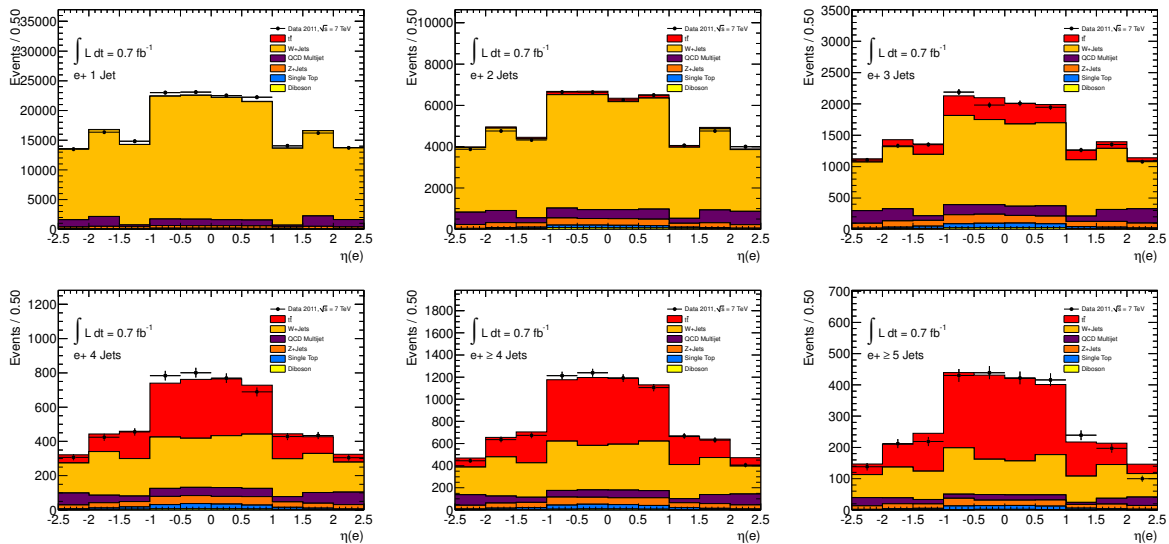 Events / 0.50
35000
30000
25000
20000
15000
10000
5000
0
∫ L dt = 0.7 fb-1
e+ 1 Jet
Data 2011, √s = 7 TeV
tt̄
W+Jets
QCD Multijet
Z+Jets
Single Top
Diboson
-2.5 -2 -1.5 -1 -0.5 0 0.5 1 1.5 2 2.5
η(e)
Events / 0.50
10000
8000
6000
4000
2000
0
∫ L dt = 0.7 fb-1
e+ 2 Jets
Data 2011, √s = 7 TeV
tt̄
W+Jets
QCD Multijet
Z+Jets
Single Top
Diboson
-2.5 -2 -1.5 -1 -0.5 0 0.5 1 1.5 2 2.5
η(e)
Events / 0.50
3500
3000
2500
2000
1500
1000
500
0
∫ L dt = 0.7 fb-1
e+ 3 Jets
Data 2011, √s = 7 TeV
tt̄
W+Jets
QCD Multijet
Z+Jets
Single Top
Diboson
-2.5 -2 -1.5 -1 -0.5 0 0.5 1 1.5 2 2.5
η(e)
Events / 0.50
1200
1000
800
600
400
200
0
∫ L dt = 0.7 fb-1
e+ 4 Jets
Data 2011, √s = 7 TeV
tt̄
W+Jets
QCD Multijet
Z+Jets
Single Top
Diboson
-2.5 -2 -1.5 -1 -0.5 0 0.5 1 1.5 2 2.5
η(e)
Events / 0.50
1800
1600
1400
1200
1000
800
600
400
200
0
∫ L dt = 0.7 fb-1
e+ ≥ 4 Jets
Data 2011, √s = 7 TeV
tt̄
W+Jets
QCD Multijet
Z+Jets
Single Top
Diboson
-2.5 -2 -1.5 -1 -0.5 0 0.5 1 1.5 2 2.5
η(e)
Events / 0.50
700
600
500
400
300
200
100
0
∫ L dt = 0.7 fb-1
e+ ≥ 5 Jets
Data 2011, √s = 7 TeV
tt̄
W+Jets
QCD Multijet
Z+Jets
Single Top
Diboson
-2.5 -2 -1.5 -1 -0.5 0 0.5 1 1.5 2 2.5
η(e)